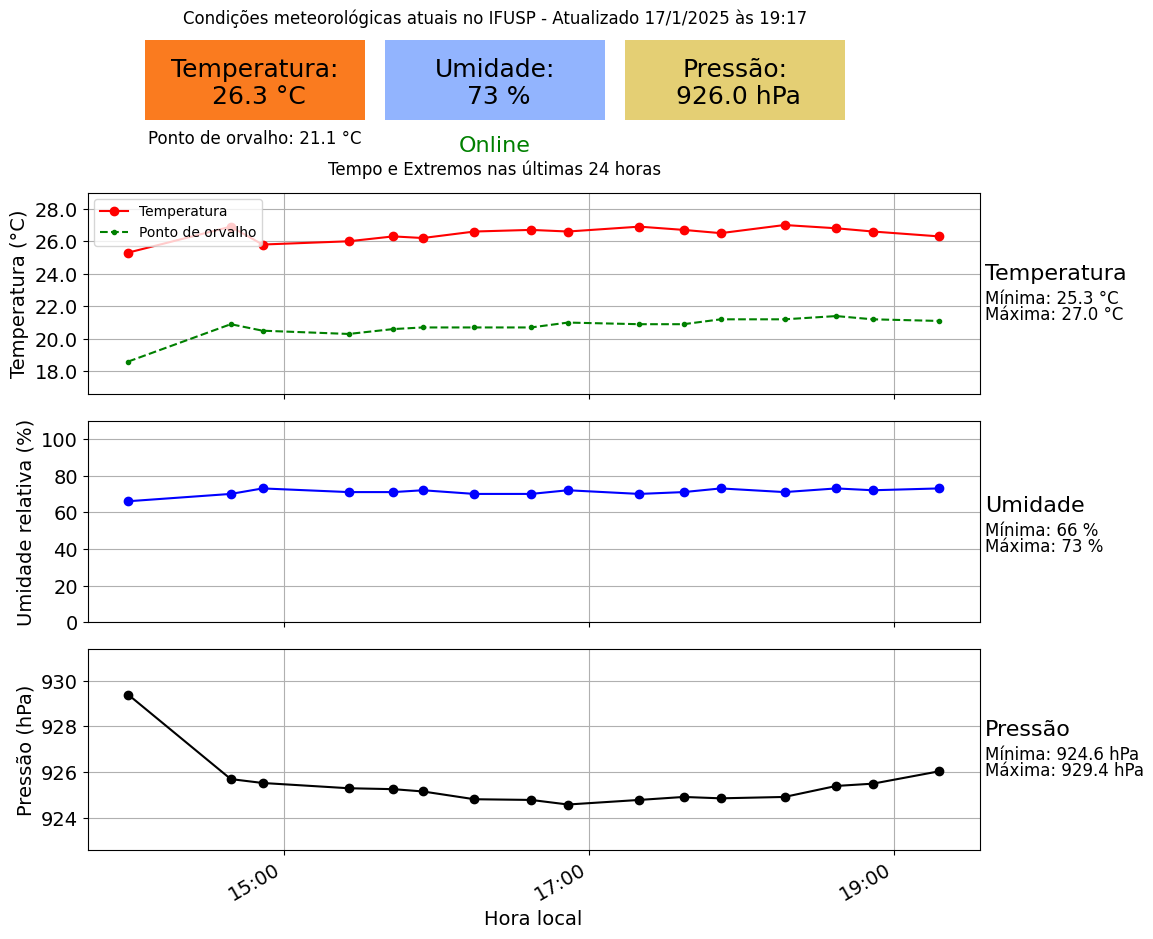 Condições meteorológicas atuais no IFUSP - Atualizado 17/1/2025 às 19:17
Temperatura:
26.3 °C
Umidade:
73 %
Pressão:
926.0 hPa
Ponto de orvalho: 21.1 °C
Online
Tempo e Extremos nas últimas 24 horas
Temperatura (°C)
28.0
26.0
24.0
22.0
20.0
18.0
Temperatura
Ponto de orvalho
Temperatura
Mínima: 25.3 °C
Máxima: 27.0 °C
Umidade relativa (%)
100
80
60
40
20
0
Umidade
Mínima: 66 %
Máxima: 73 %
Pressão (hPa)
930
928
926
924
Pressão
Mínima: 924.6 hPa
Máxima: 929.4 hPa
15:00
17:00
19:00
Hora local